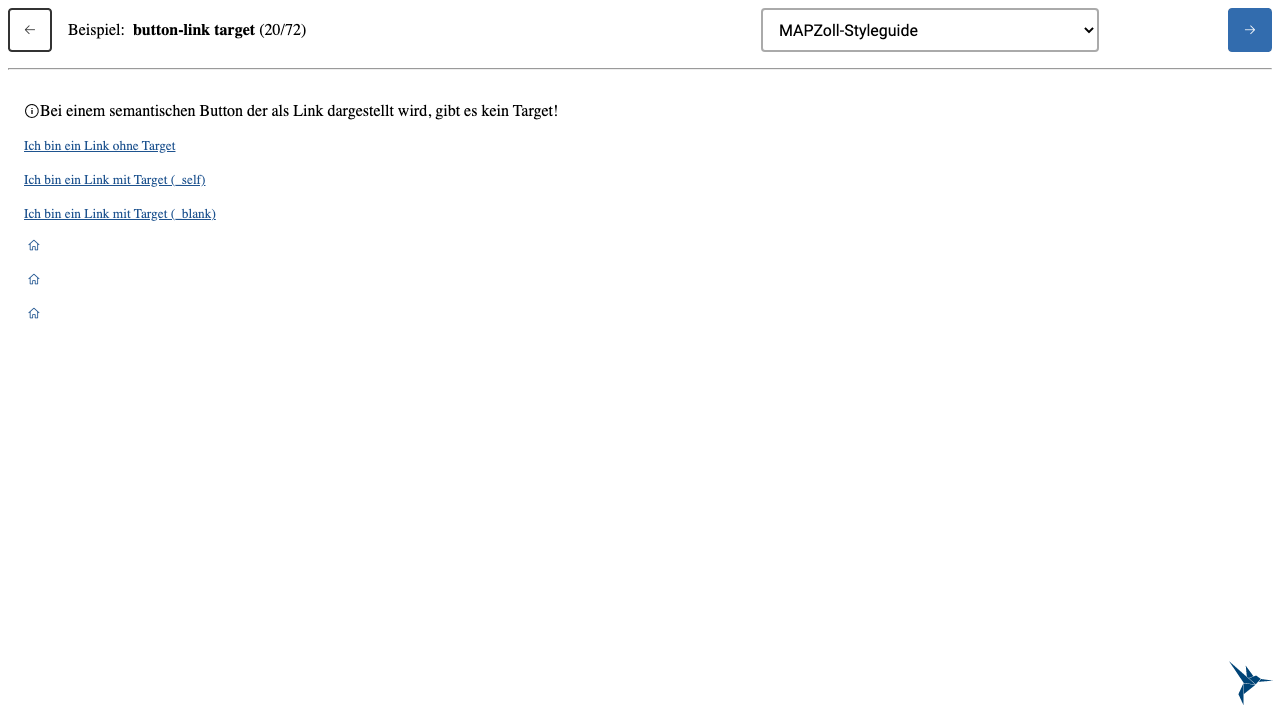 Beispiel: button-link target (20/72)
MAPZoll-Styleguide
Bei einem semantischen Button der als Link dargestellt wird, gibt es kein Target!
Ich bin ein Link ohne Target
Ich bin ein Link mit Target (_self)
Ich bin ein Link mit Target (_blank)